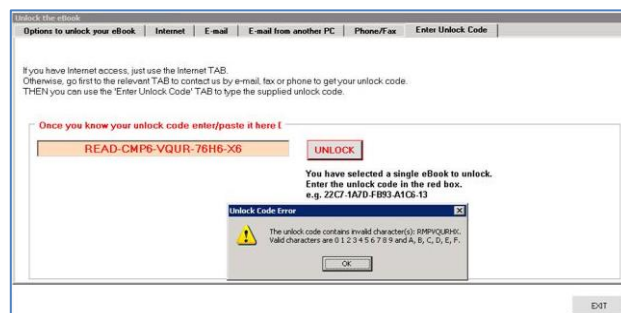 Unlock the eBook
Options to unlock your eBook Internet E-mail E-mail from another PC Phone/Fax Enter Unlock Code
If you have Internet access, just use the Internet TAB.
Otherwise, go first to the relevant TAB to contact us by e-mail, fax or phone to get your unlock code.
THEN you can use the 'Enter Unlock Code' TAB to type the supplied unlock code.
Once you know your unlock code enter/paste it here [
READ-CMP6-VQUR-76H6-X6 UNLOCK
You have selected a single eBook to unlock.
Enter the unlock code in the red box.
e.g. 22C7-1A7D-FB93-A1C6-13
Unlock Code Error
The unlock code contains invalid character(s): RMPVQURHX.
Valid characters are 0 1 2 3 4 5 6 7 8 9 and A, B, C, D, E, F.
OK
EXIT